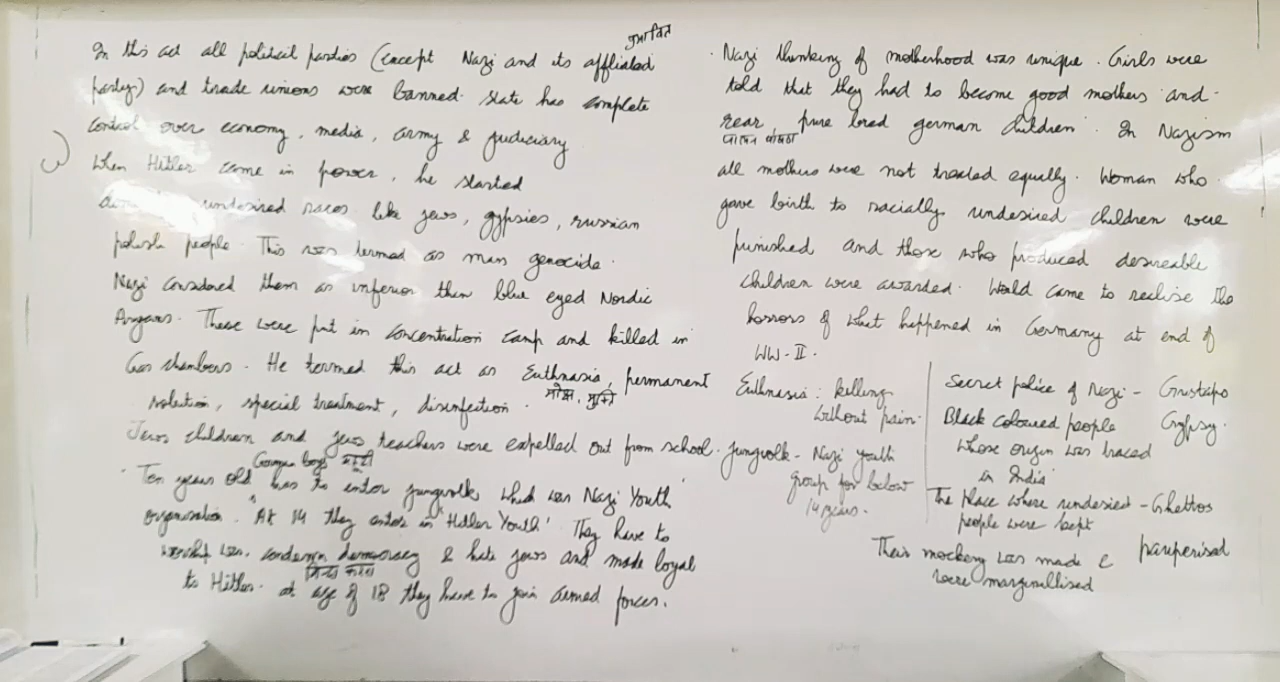 प्रभावित
In this act all political parties (except Nazi and its affliated
party) and trade unions were banned. State has complete
control over economy, media, army & judiciary
When Hitler came in power, he started
undesired races like jews, gypsies, russian
polish people. This was termed as mass genocide.
Nazi considered them as inferior then blue eyed Nordic
Aryans. These were put in concentration camp and killed in
Gas chambers. He termed this act as Euthnasia, permanent
मोक्ष, मुक्ति
solution, special treatment, disinfection.
Jews children and jews teachers were expelled out from school.
German boys
Ten years old has to enter jungvolk which was Nazi Youth
organisation. At 14 they enter in 'Hitler Youth'. They have to
worship war, condemn democracy & hate jews and made loyal
निंदा करना
to Hitler. at age of 18 they have to join armed forces.
Nazi thinking of motherhood was unique. Girls were
told that they had to become good mothers and
rear pure bred german children. In Nazism
पालन पोषण
all mothers were not treated equally. Woman who
gave birth to racially undesired children were
punished and those who produced desireable
children were awarded. World came to reclise the
horrors of what happened in Germany at end of
WW-II.
Euthnasia : killing
without pain.
Jungvolk - Nazi youth
group for below
14 years.
Secret police of Nazi - Gustapo
Black coloured people Gypsy.
whose origin was traced
in India
The place where undesired - Ghettos
people were kept
Their mockery was made & pauperised
were marginallised